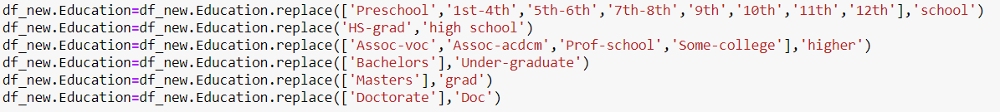 df_new.Education=df_new.Education.replace(['Preschool','1st-4th','5th-6th','7th-8th','9th','10th','11th','12th'],'school')
df_new.Education=df_new.Education.replace('HS-grad','high school')
df_new.Education=df_new.Education.replace(['Assoc-voc','Assoc-acdcm','Prof-school','Some-college'],'higher')
df_new.Education=df_new.Education.replace(['Bachelors'],'Under-graduate')
df_new.Education=df_new.Education.replace(['Masters'],'grad')
df_new.Education=df_new.Education.replace(['Doctorate'],'Doc')